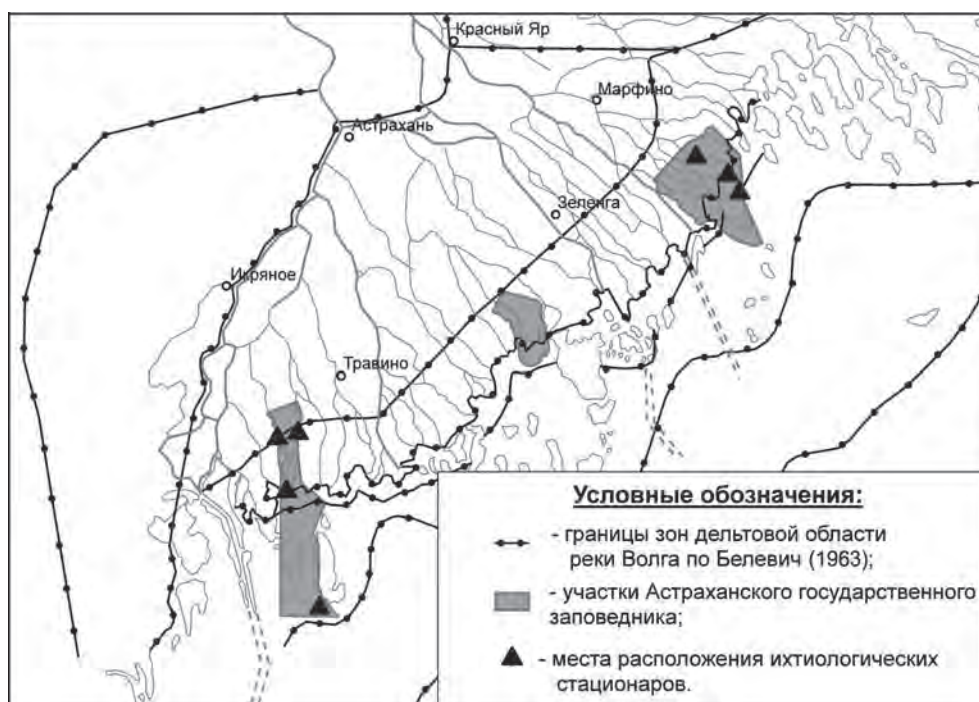 Красный Яр
Марфино
Астрахань
Зеленга
Икряное
Травино
Условные обозначения:
- границы зон дельтовой области
реки Волга по Белевич (1963);
- участки Астраханского государственного
заповедника;
- места расположения ихтиологических
стационаров.